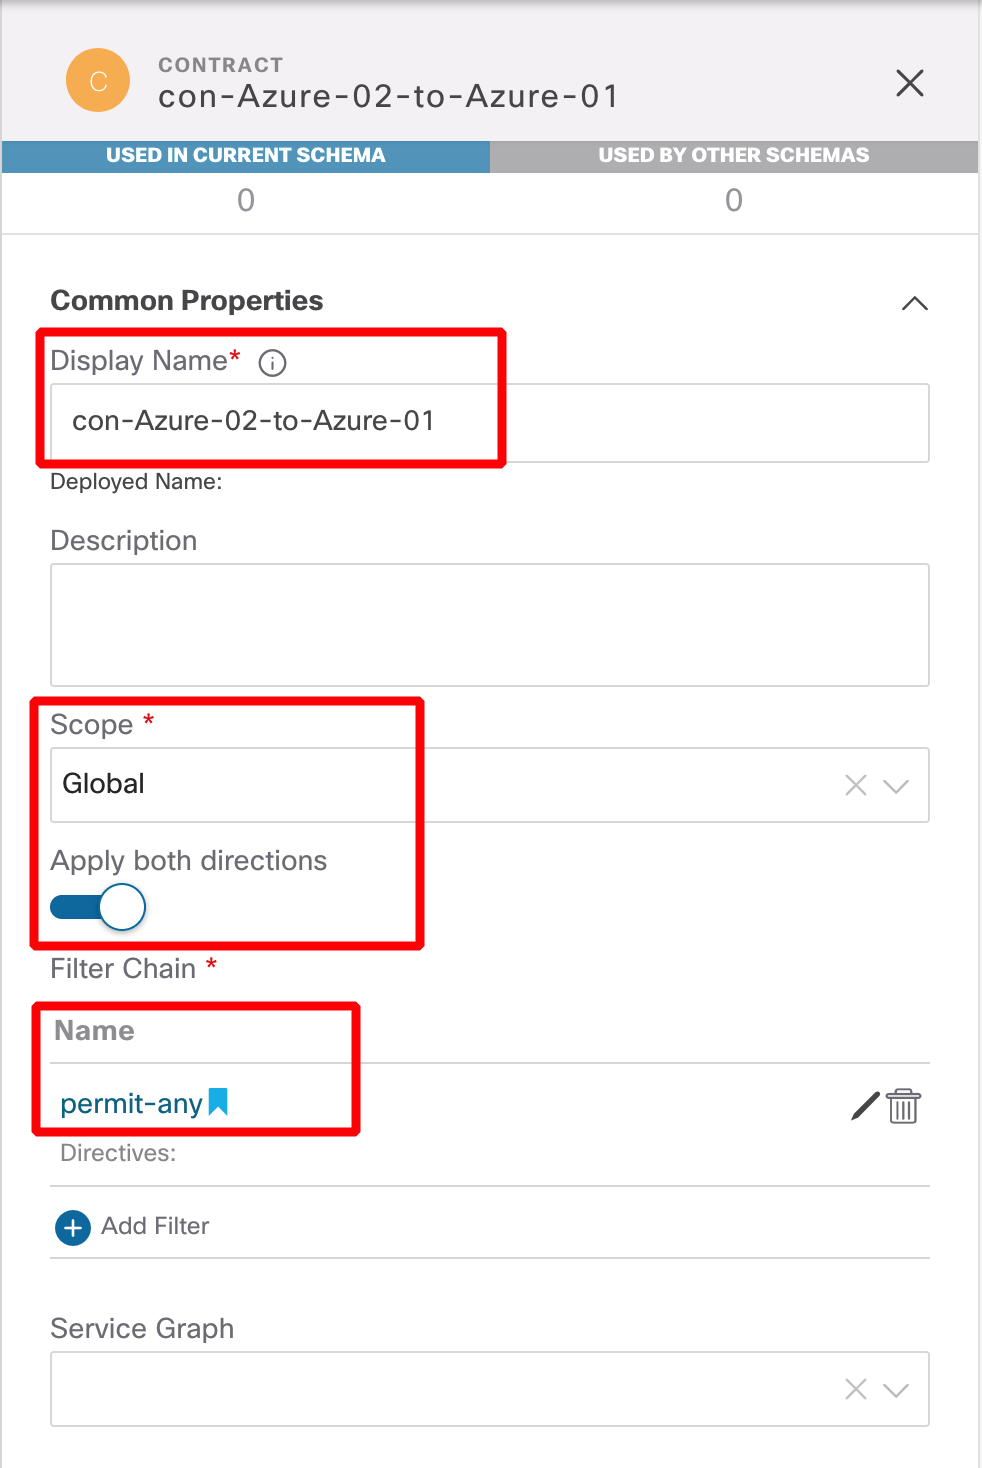 C
CONTRACT
con-Azure-02-to-Azure-01
USED IN CURRENT SCHEMA
USED BY OTHER SCHEMAS
0
0
Common Properties
Display Name*
con-Azure-02-to-Azure-01
Deployed Name:
Description
Scope *
Global
Apply both directions
Filter Chain *
Name
permit-any
Directives:
Add Filter
Service Graph